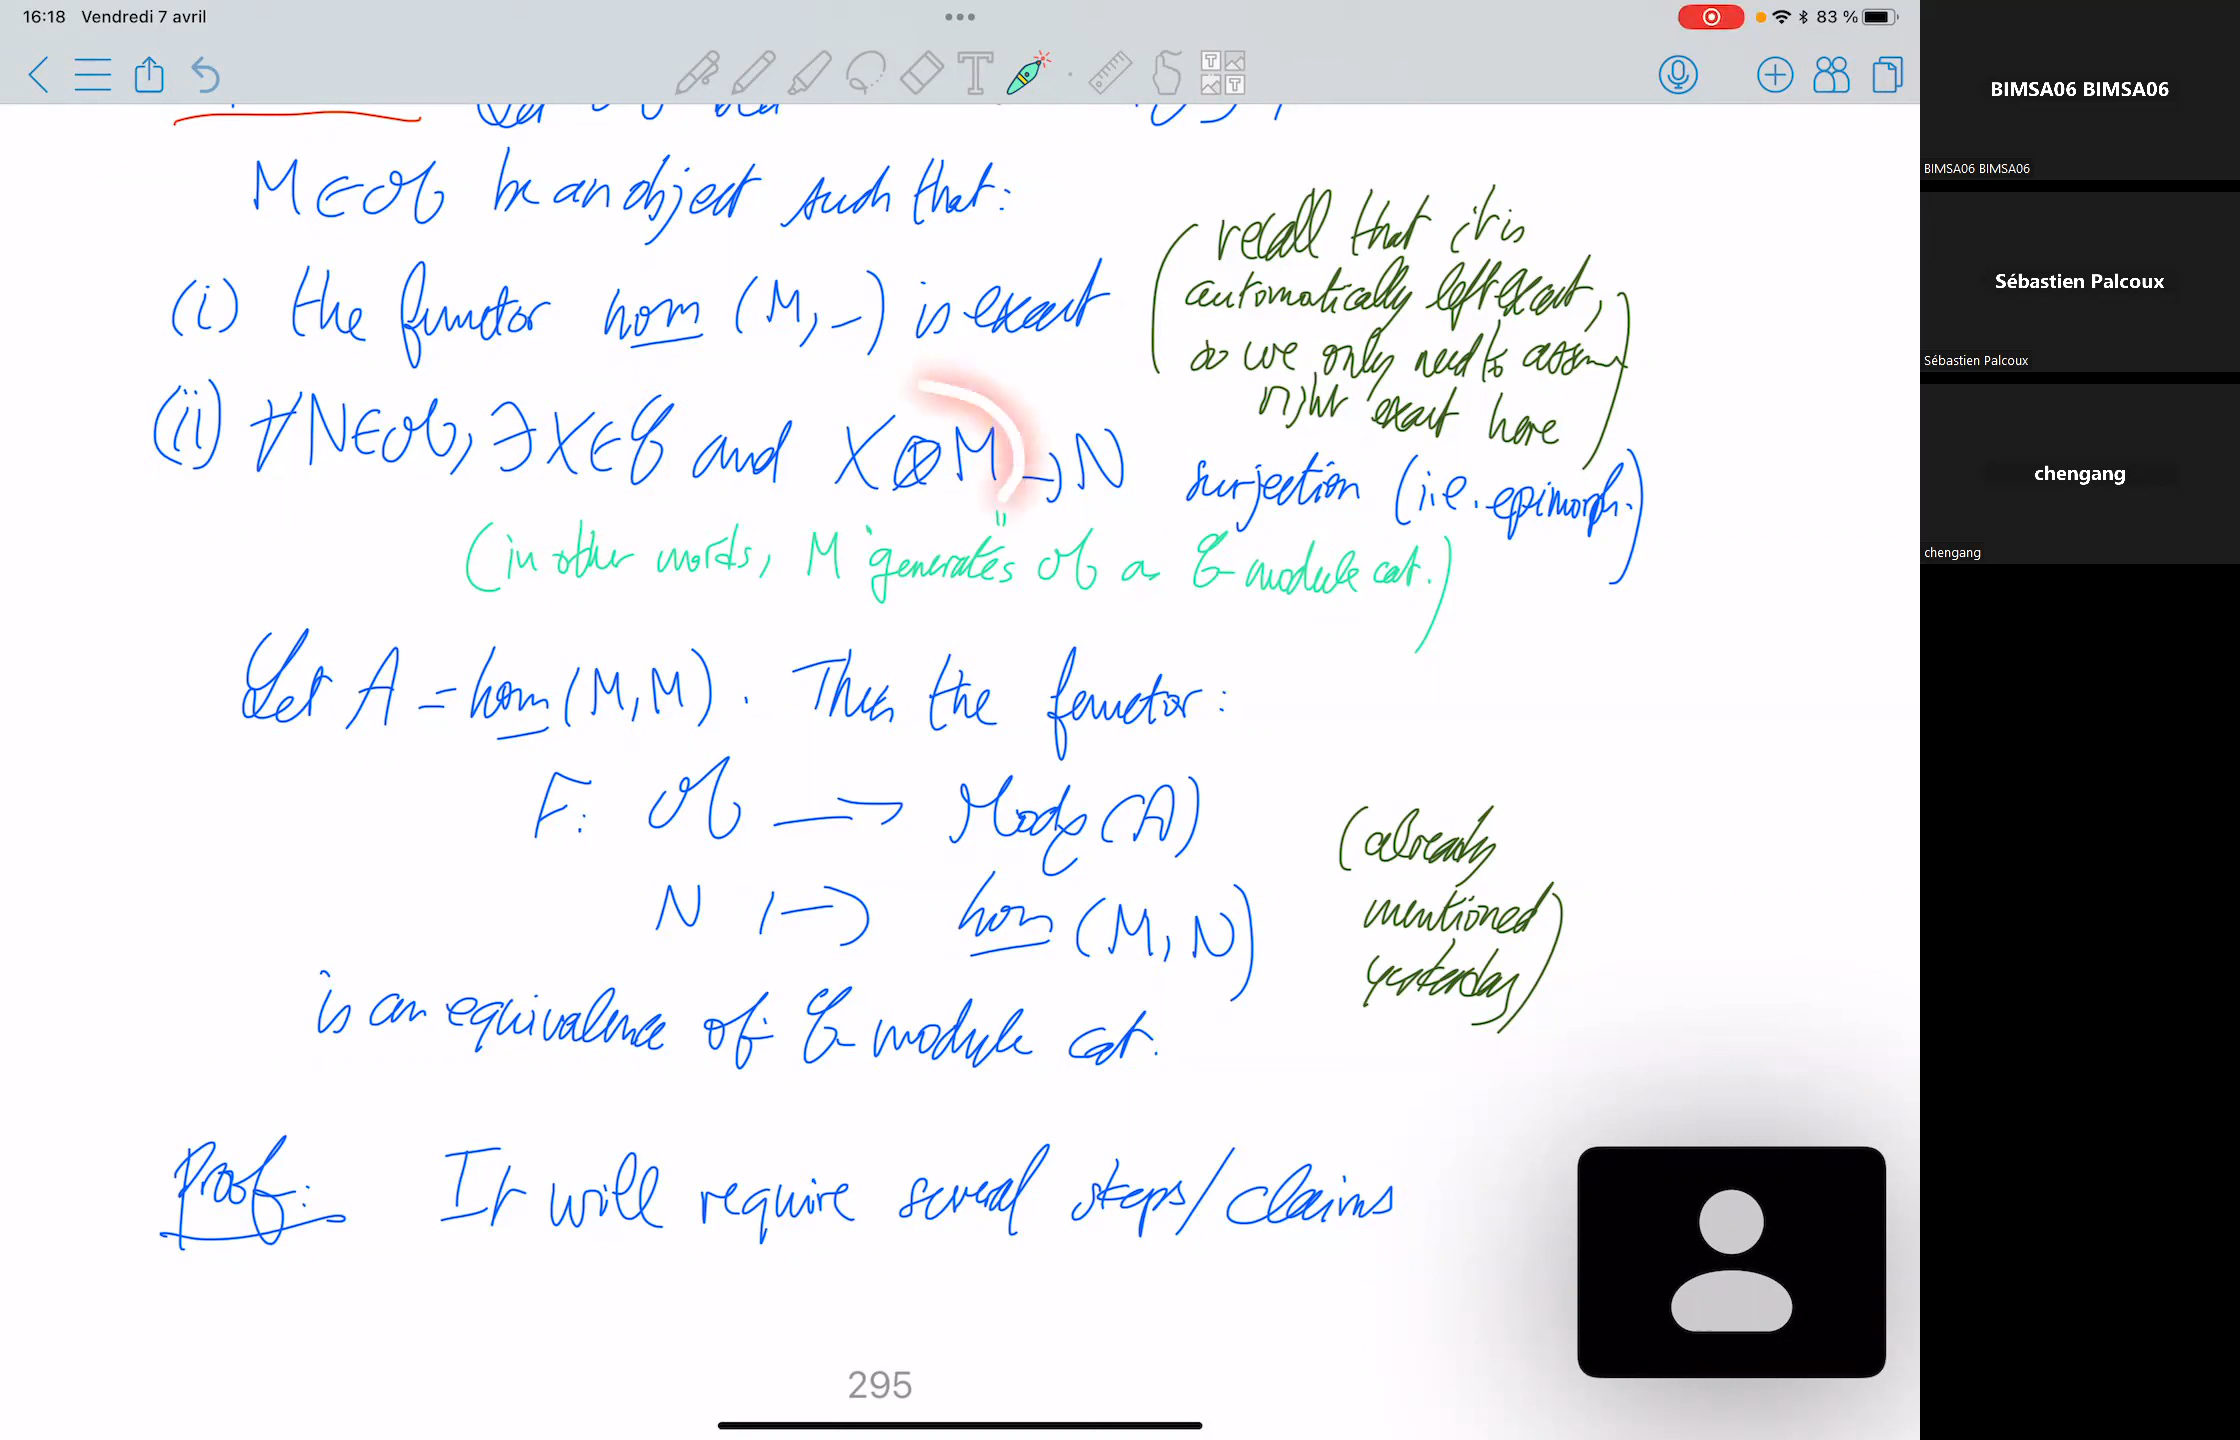 16:18 Vendredi 7 avril
83 %
M ∈ 𝓜 be an object such that:
(i) the functor hom (M, –) is exact
(recall that it is
automatically left exact,
so we only need to assume
right exact here)
(ii) ∀N∈𝓜, ∃X∈𝒞 and X⊗M → N surjection (i.e. epimorph.)
(in other words, M "generates" 𝓜 as 𝒞-module cat.)
Let A = hom (M, M). Then the functor:
F: 𝓜 → Mod𝒞(A)
N ↦ hom (M, N)
(already
mentioned
yesterday)
is an equivalence of 𝒞-module cat.
Proof: It will require several steps/claims
295
BIMSA06 BIMSA06
BIMSA06 BIMSA06
Sébastien Palcoux
Sébastien Palcoux
chengang
chengang